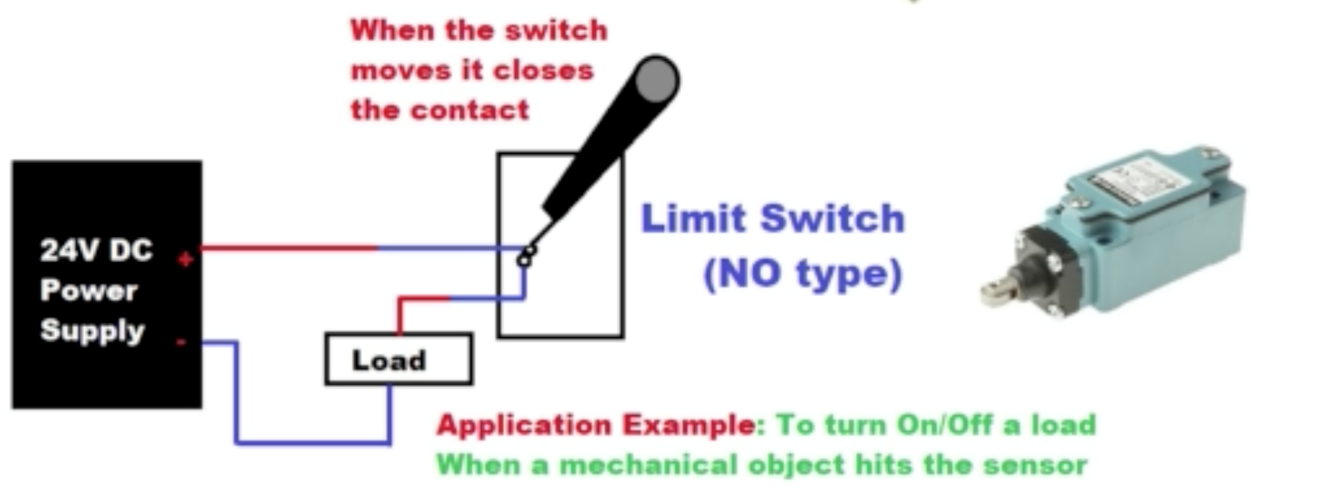 When the switch
moves it closes
the contact
24V DC +
Power
Supply -
Limit Switch
(NO type)
Load
Application Example: To turn On/Off a load
When a mechanical object hits the sensor